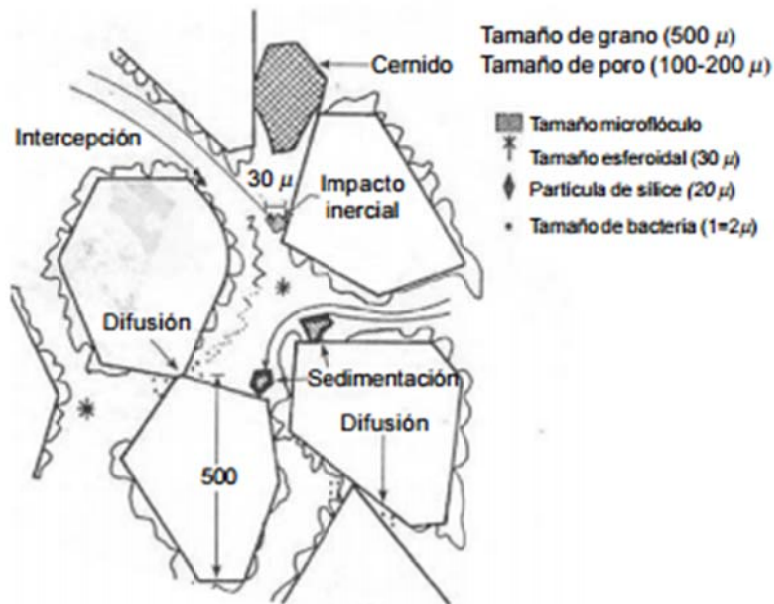 Tamaño de grano (500 µ)
Tamaño de poro (100-200 µ)
Cernido
Tamaño microflóculo
Tamaño esferoidal (30 µ)
Partícula de sílice (20 µ)
Tamaño de bacteria (1=2µ)
Intercepción
30 µ
Impacto
inercial
Difusión
Sedimentación
Difusión
500